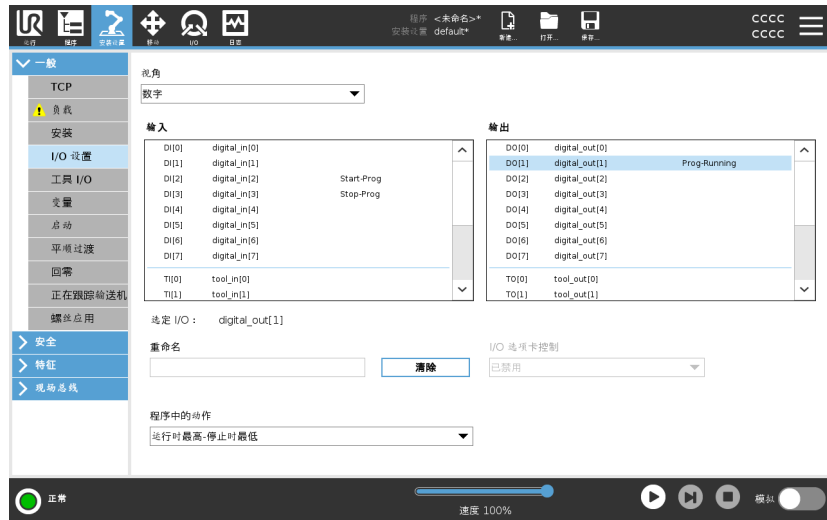 程序 <未命名>*
安装设置 default*
运行 程序 安装设置 移动 I/O 日志
新建... 打开... 保存...
cccc
cccc
一般
TCP
负载
安装
I/O 设置
工具 I/O
变量
启动
平顺过渡
回零
正在跟踪输送机
螺丝应用
安全
特征
现场总线
视角
数字
输入
DI[0] digital_in[0]
DI[1] digital_in[1]
DI[2] digital_in[2] Start-Prog
DI[3] digital_in[3] Stop-Prog
DI[4] digital_in[4]
DI[5] digital_in[5]
DI[6] digital_in[6]
DI[7] digital_in[7]
TI[0] tool_in[0]
TI[1] tool_in[1]
输出
DO[0] digital_out[0]
DO[1] digital_out[1] Prog-Running
DO[2] digital_out[2]
DO[3] digital_out[3]
DO[4] digital_out[4]
DO[5] digital_out[5]
DO[6] digital_out[6]
DO[7] digital_out[7]
TO[0] tool_out[0]
TO[1] tool_out[1]
选定 I/O : digital_out[1]
重命名
清除
I/O 选项卡控制
已禁用
程序中的动作
运行时最高-停止时最低
正常
速度 100%
模拟